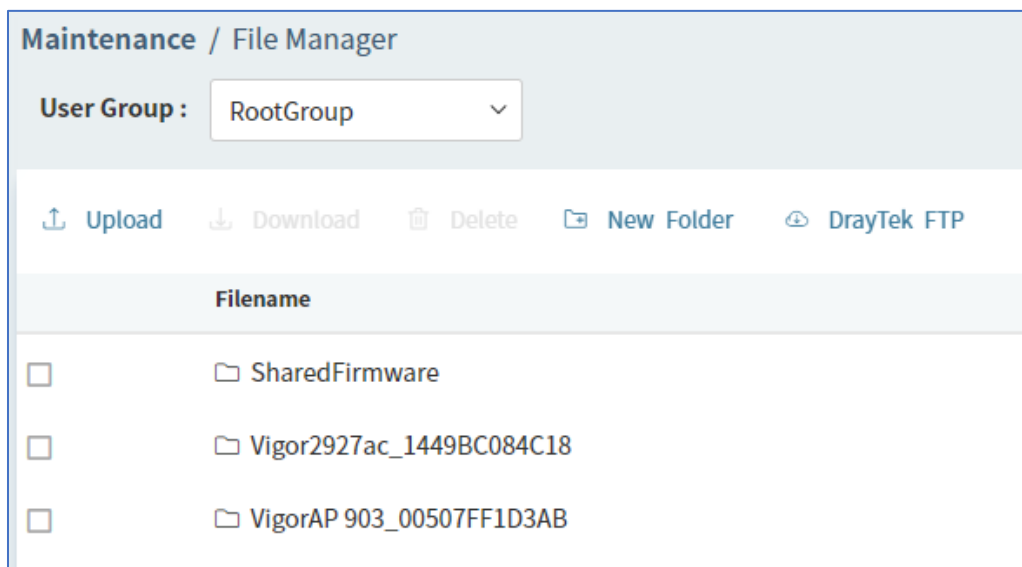 Maintenance / File Manager
User Group : RootGroup
Upload Download Delete New Folder DrayTek FTP
Filename
SharedFirmware
Vigor2927ac_1449BC084C18
VigorAP 903_00507FF1D3AB